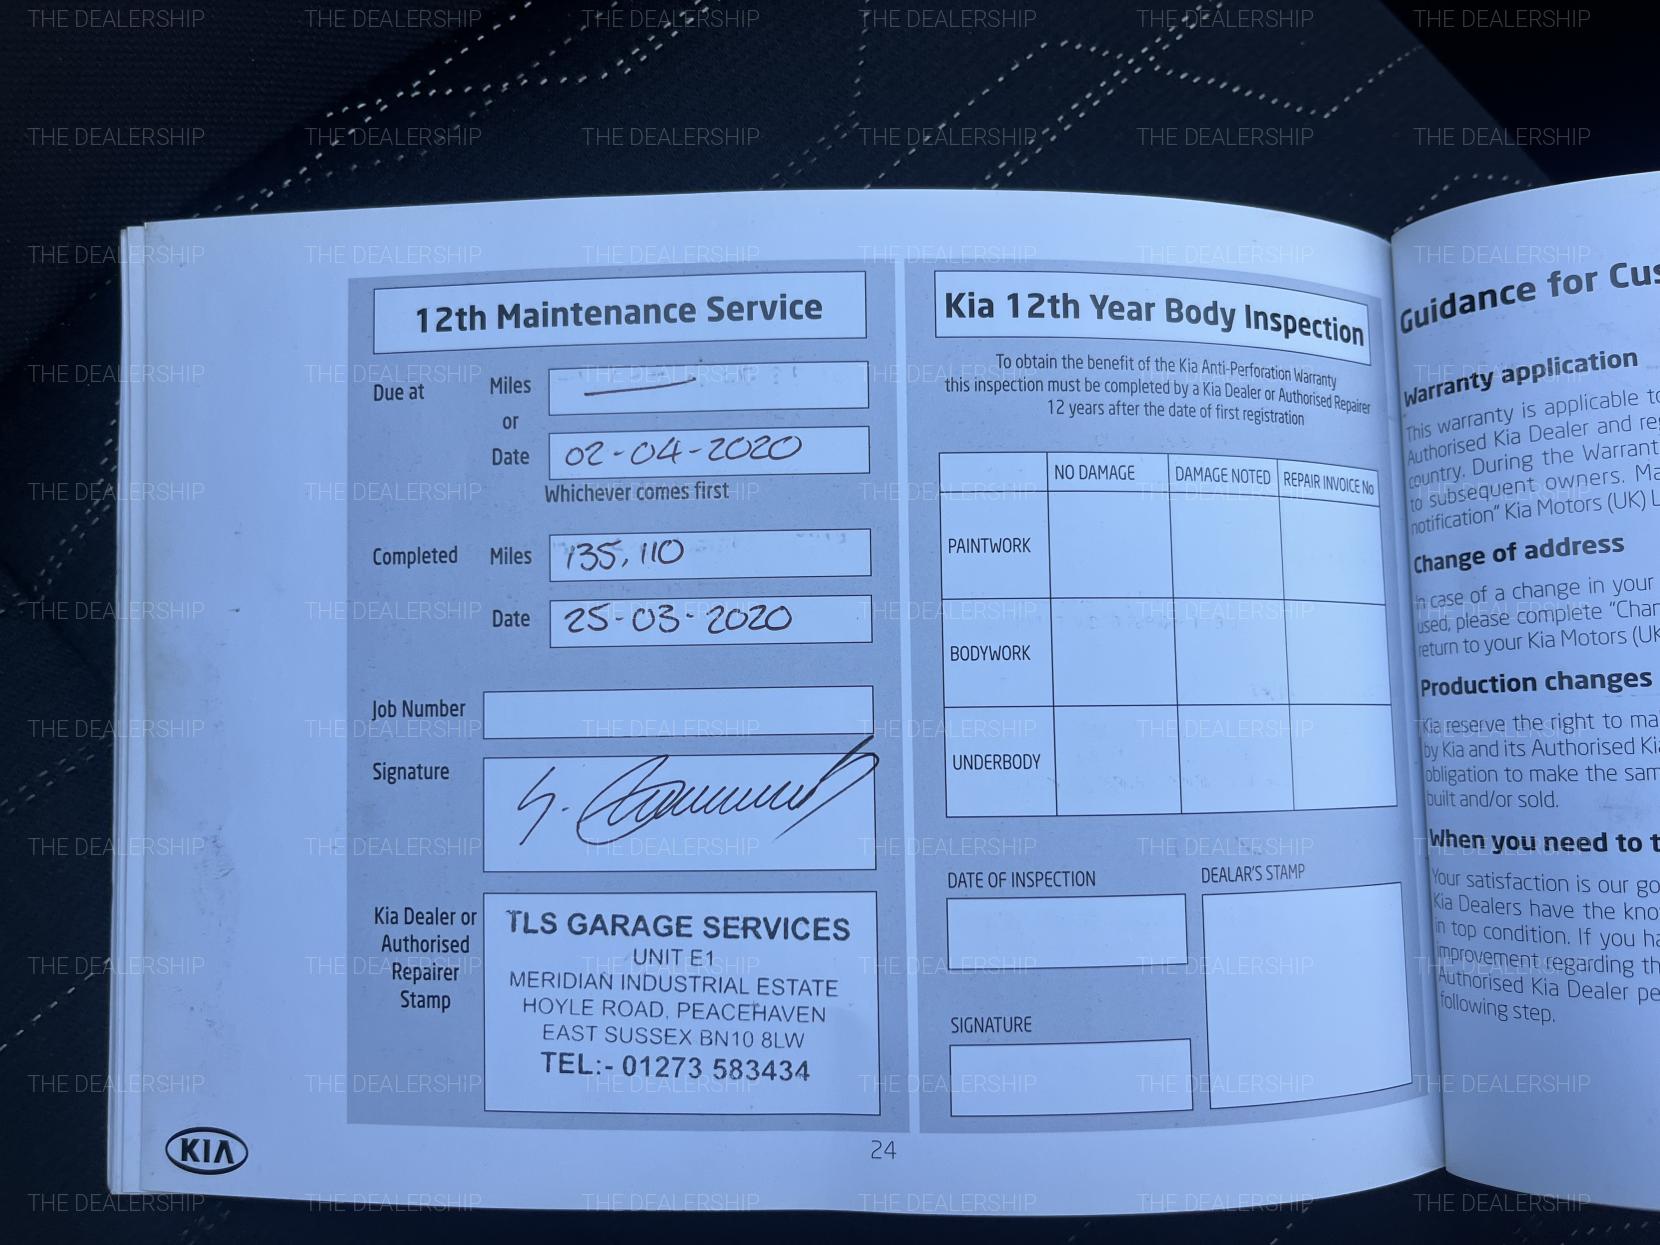 12th Maintenance Service
Due at Miles —
or
Date 02-04-2020
Whichever comes first
Completed Miles 135,110
Date 25-03-2020
Job Number
Signature
Kia Dealer or
Authorised
Repairer
Stamp
TLS GARAGE SERVICES
UNIT E1
MERIDIAN INDUSTRIAL ESTATE
HOYLE ROAD, PEACEHAVEN
EAST SUSSEX BN10 8LW
TEL:- 01273 583434
KIA
24
Kia 12th Year Body Inspection
To obtain the benefit of the Kia Anti-Perforation Warranty
this inspection must be completed by a Kia Dealer or Authorised Repairer
12 years after the date of first registration
NO DAMAGE DAMAGE NOTED REPAIR INVOICE No
PAINTWORK
BODYWORK
UNDERBODY
DATE OF INSPECTION
DEALAR'S STAMP
SIGNATURE
Guidance for Cus
Warranty application
This warranty is applicable to
Authorised Kia Dealer and re
country. During the Warrant
to subsequent owners. Ma
notification" Kia Motors (UK) L
Change of address
In case of a change in your
used, please complete "Chan
return to your Kia Motors (UK
Production changes
Kia reserve the right to ma
by Kia and its Authorised Kia
obligation to make the sam
built and/or sold.
When you need to t
Your satisfaction is our go
Kia Dealers have the kno
in top condition. If you ha
improvement regarding th
Authorised Kia Dealer pe
following step.
THE DEALERSHIP